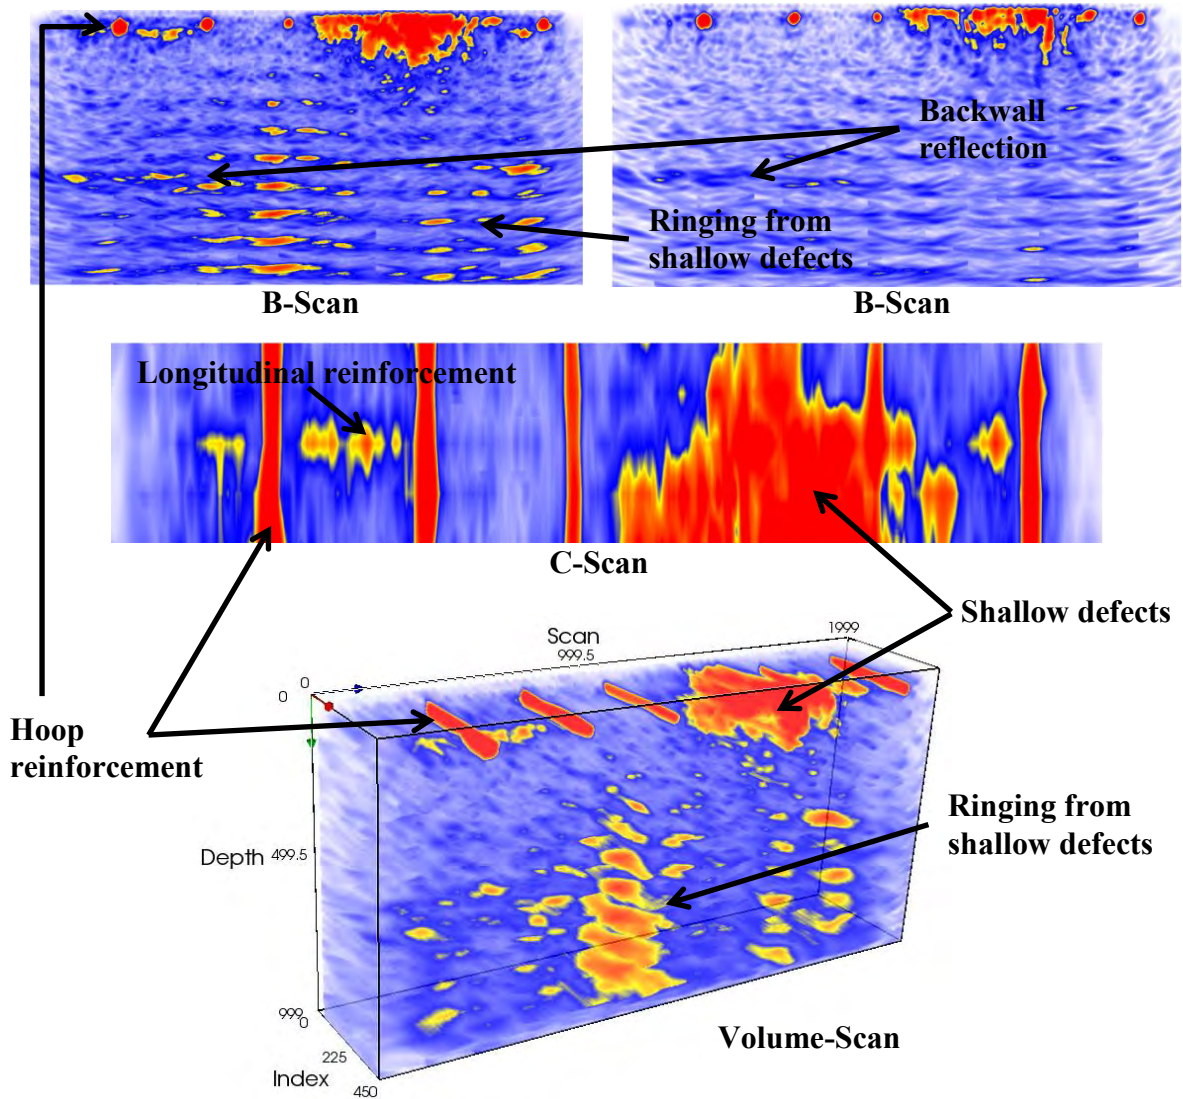 Backwall
reflection
Ringing from
shallow defects
B-Scan
B-Scan
Longitudinal reinforcement
C-Scan
Shallow defects
Hoop
reinforcement
Scan
999.5
1999
0
0
Depth
499.5
999
0
225
Index
450
Ringing from
shallow defects
Volume-Scan